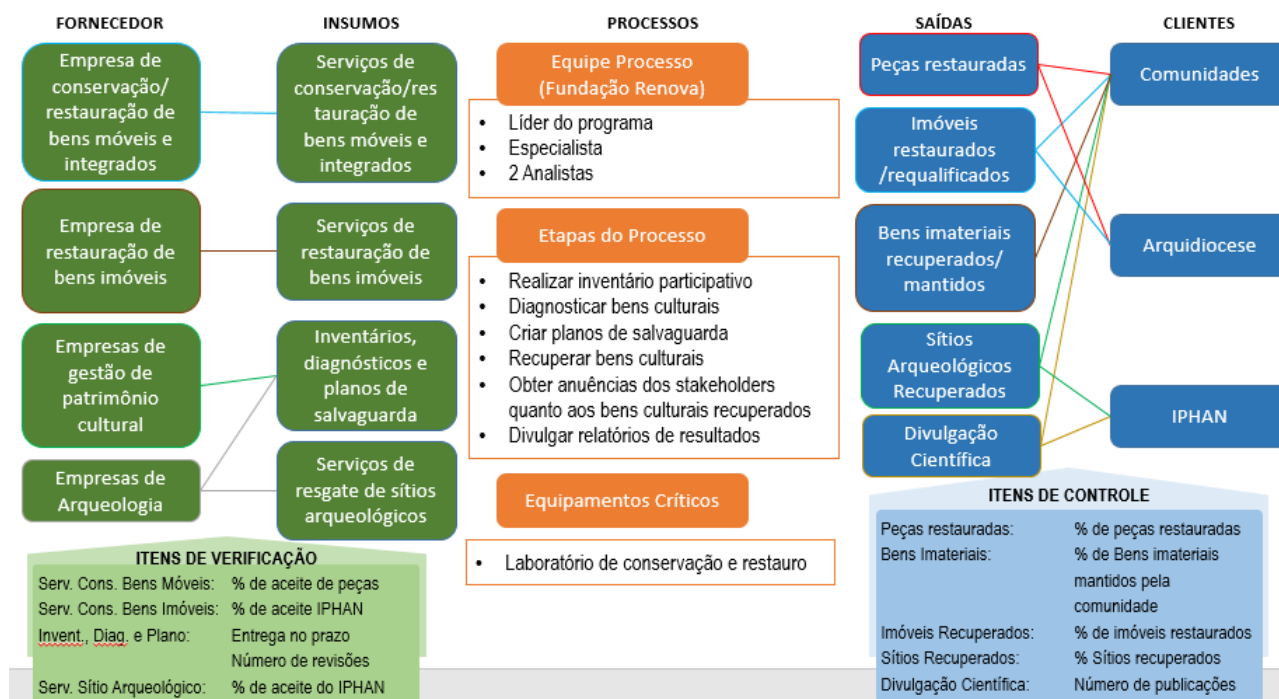 FORNECEDOR
INSUMOS
PROCESSOS
SAÍDAS
CLIENTES
Empresa de
conservação/
restauração de
bens móveis e
integrados
Empresa de
restauração de
bens imóveis
Empresas de
gestão de
patrimônio
cultural
Empresas de
Arqueologia
Serviços de
conservação/res
tauração de
bens móveis e
integrados
Serviços de
restauração de
bens imóveis
Inventários,
diagnósticos e
planos de
salvaguarda
Serviços de
resgate de sítios
arqueológicos
ITENS DE VERIFICAÇÃO
Serv. Cons. Bens Móveis: % de aceite de peças
Serv. Cons. Bens Imóveis: % de aceite IPHAN
Invent., Diag. e Plano: Entrega no prazo
Número de revisões
Serv. Sítio Arqueológico: % de aceite do IPHAN
Equipe Processo
(Fundação Renova)
• Líder do programa
• Especialista
• 2 Analistas
Etapas do Processo
• Realizar inventário participativo
• Diagnosticar bens culturais
• Criar planos de salvaguarda
• Recuperar bens culturais
• Obter anuências dos stakeholders
quanto aos bens culturais recuperados
• Divulgar relatórios de resultados
Equipamentos Críticos
• Laboratório de conservação e restauro
Peças restauradas
Imóveis
restaurados
/requalificados
Bens imateriais
recuperados/
mantidos
Sítios
Arqueológicos
Recuperados
Divulgação
Científica
Comunidades
Arquidiocese
IPHAN
ITENS DE CONTROLE
Peças restauradas: % de peças restauradas
Bens Imateriais: % de Bens imateriais
mantidos pela
comunidade
Imóveis Recuperados: % de imóveis restaurados
Sítios Recuperados: % Sítios recuperados
Divulgação Científica: Número de publicações